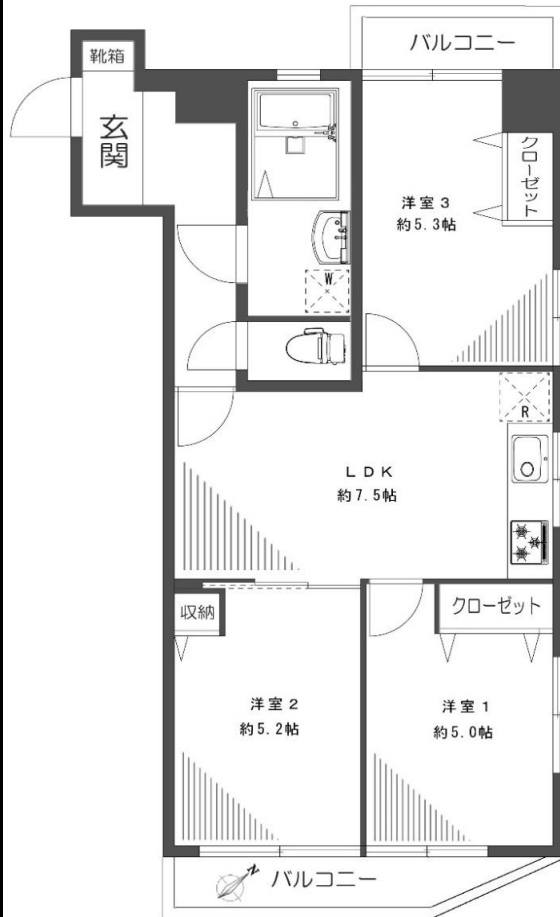 バルコニー
靴箱
玄関
クローゼット
洋室3
約5.3帖
W
R
LDK
約7.5帖
収納
クローゼット
洋室2
約5.2帖
洋室1
約5.0帖
N
バルコニー